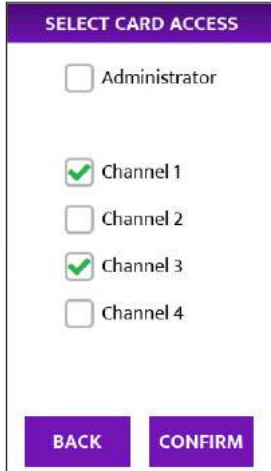 SELECT CARD ACCESS
Administrator
Channel 1
Channel 2
Channel 3
Channel 4
BACK CONFIRM